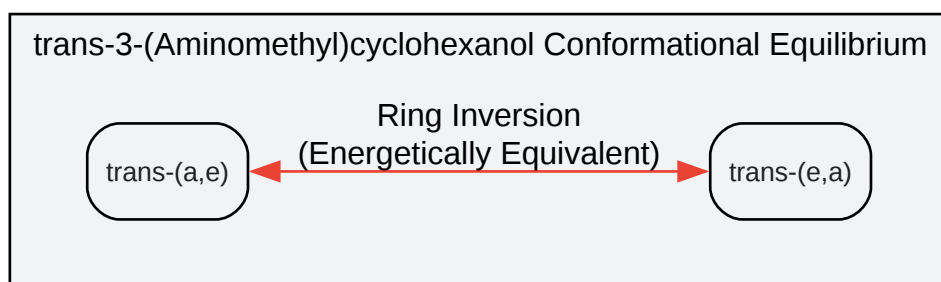 trans-3-(Aminomethyl)cyclohexanol Conformational Equilibrium
Ring Inversion
(Energetically Equivalent)
trans-(a,e)
trans-(e,a)